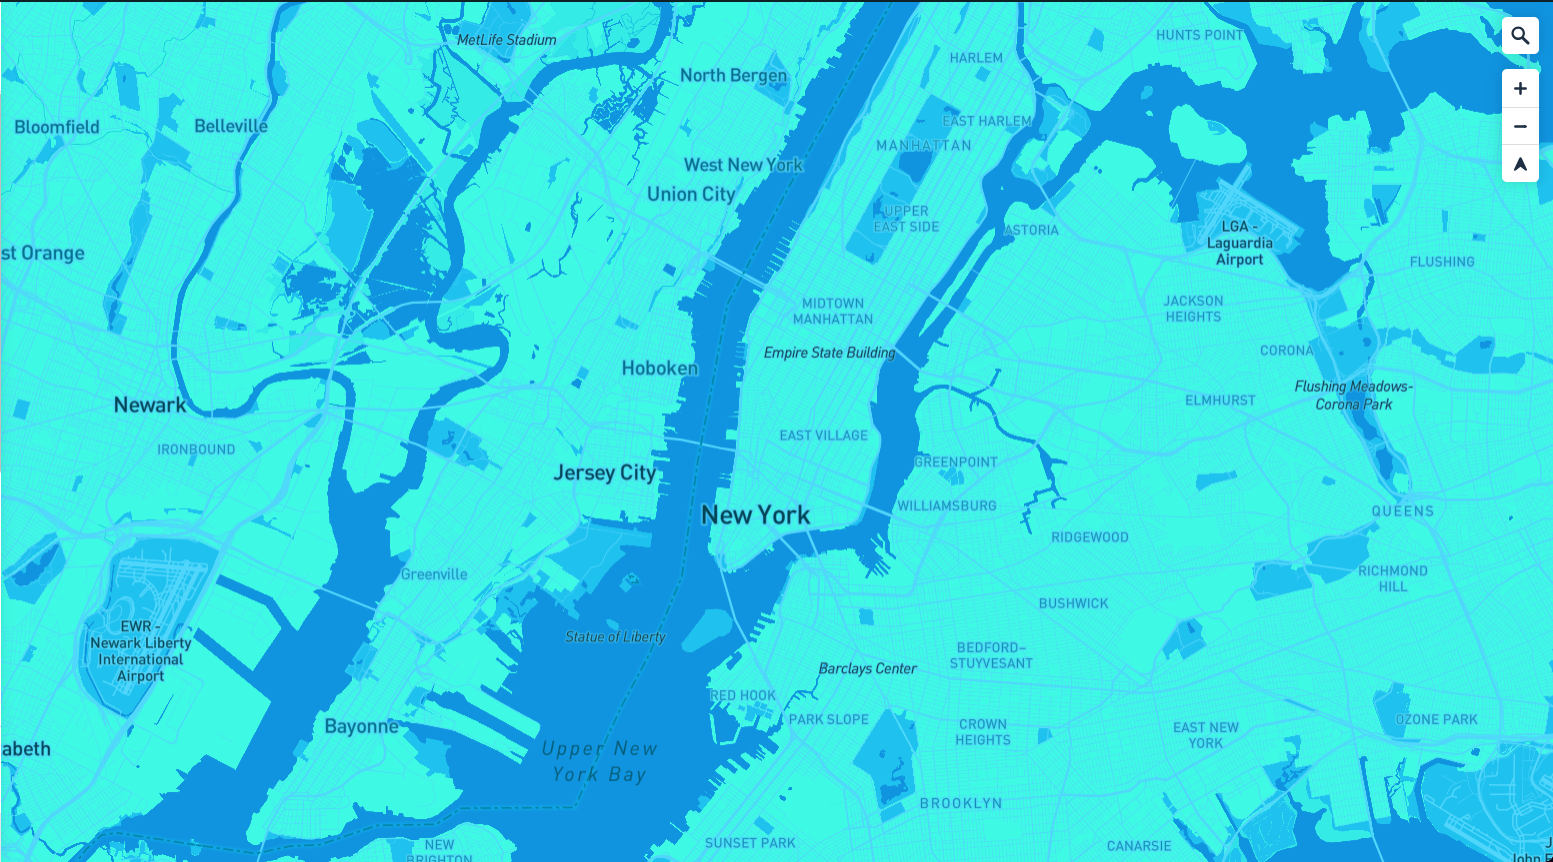 MetLife Stadium
HUNTS POINT
HARLEM
North Bergen
EAST HARLEM
Bloomfield
Belleville
MANHATTAN
West New York
Union City
UPPER
EAST SIDE
ASTORIA
LGA -
Laguardia
Airport
st Orange
FLUSHING
MIDTOWN
MANHATTAN
JACKSON
HEIGHTS
Empire State Building
CORONA
Hoboken
Flushing Meadows-
Corona Park
Newark
ELMHURST
EAST VILLAGE
IRONBOUND
GREENPOINT
Jersey City
WILLIAMSBURG
New York
QUEENS
RIDGEWOOD
Greenville
RICHMOND
HILL
BUSHWICK
EWR -
Newark Liberty
International
Airport
Statue of Liberty
BEDFORD–
STUYVESANT
Barclays Center
RED HOOK
PARK SLOPE
OZONE PARK
Bayonne
CROWN
HEIGHTS
EAST NEW
YORK
abeth
Upper New
York Bay
BROOKLYN
SUNSET PARK
CANARSIE
NEW
BRIGHTON
J
John F